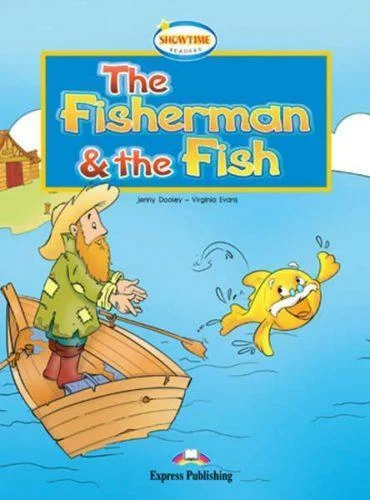 SHOWTIME
READERS
The
Fisherman
& the Fish
Jenny Dooley - Virginia Evans
Express Publishing